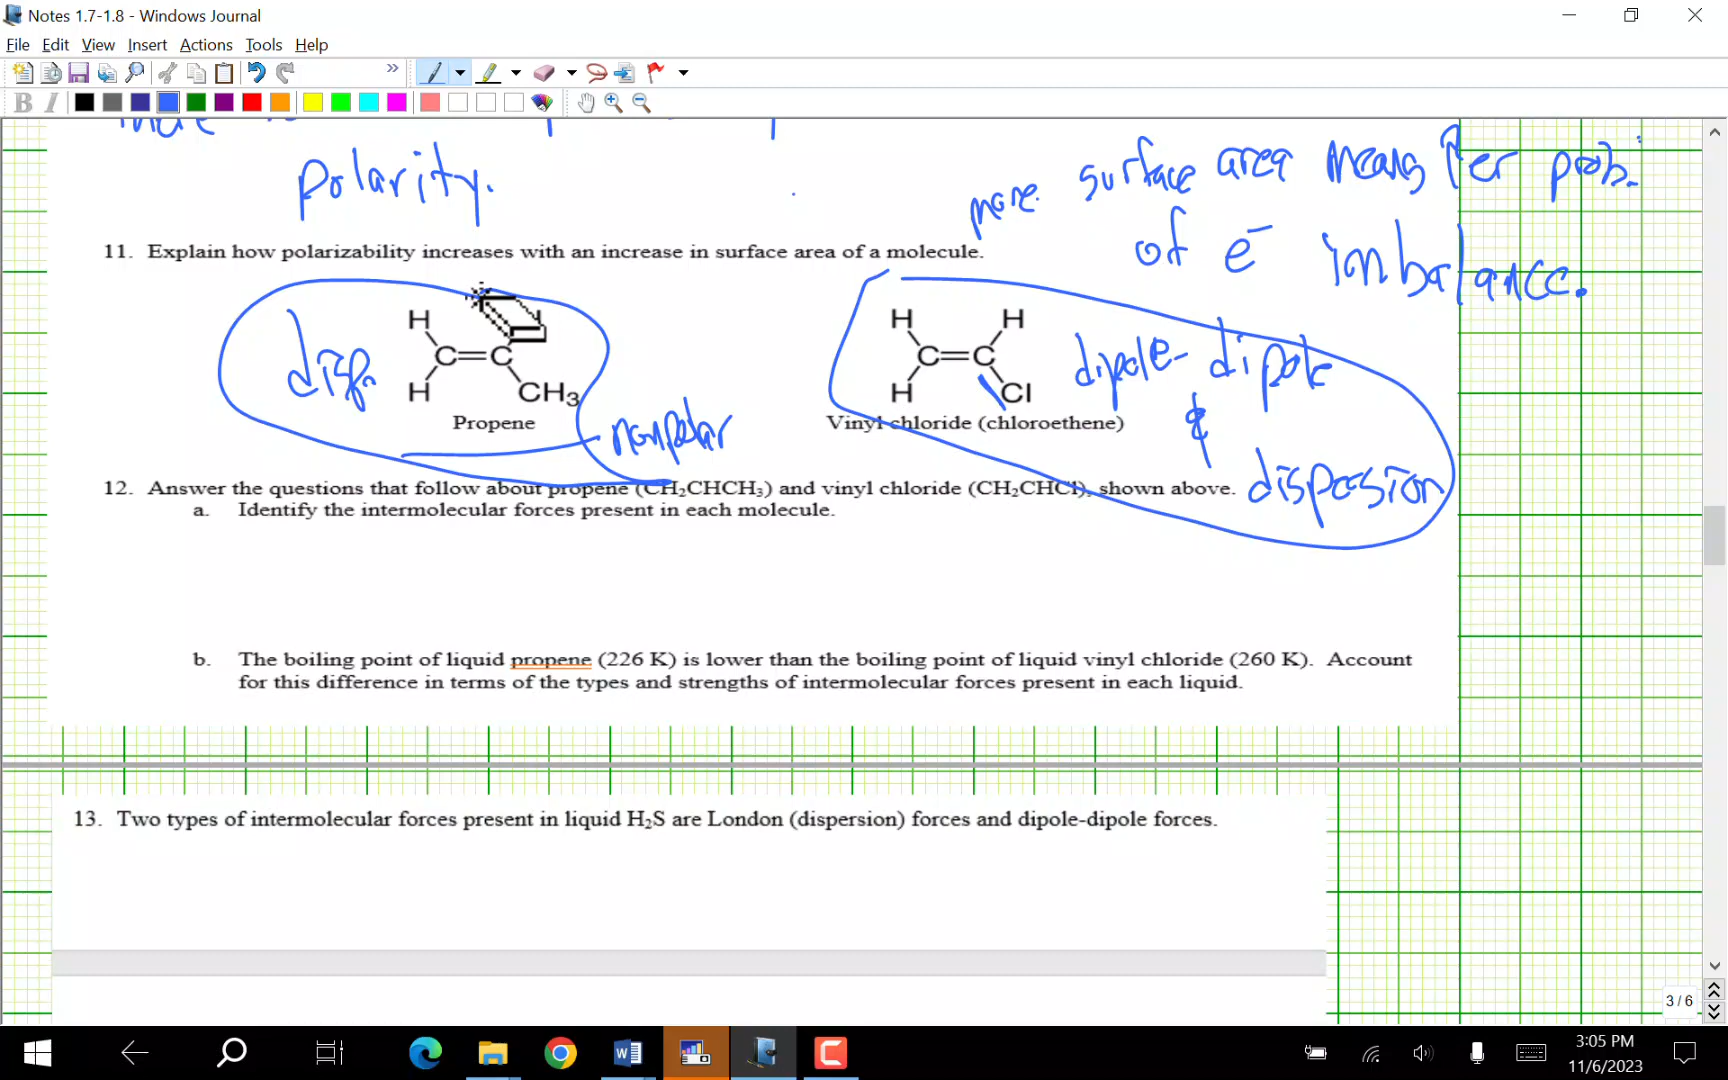 Notes 1.7-1.8 - Windows Journal
File Edit View Insert Actions Tools Help
polarity.
more surface area means ↑er prob.
of e⁻ imbalance.
11. Explain how polarizability increases with an increase in surface area of a molecule.
H H H
disp. C=C C=C dipole-dipole
H CH₃ H Cl
&
Propene nonpolar Vinyl chloride (chloroethene)
12. Answer the questions that follow about propene (CH₂CHCH₃) and vinyl chloride (CH₂CHCl), shown above.
a. Identify the intermolecular forces present in each molecule.
b. The boiling point of liquid propene (226 K) is lower than the boiling point of liquid vinyl chloride (260 K). Account
for this difference in terms of the types and strengths of intermolecular forces present in each liquid.
13. Two types of intermolecular forces present in liquid H₂S are London (dispersion) forces and dipole-dipole forces.
3 / 6
3:05 PM
11/6/2023